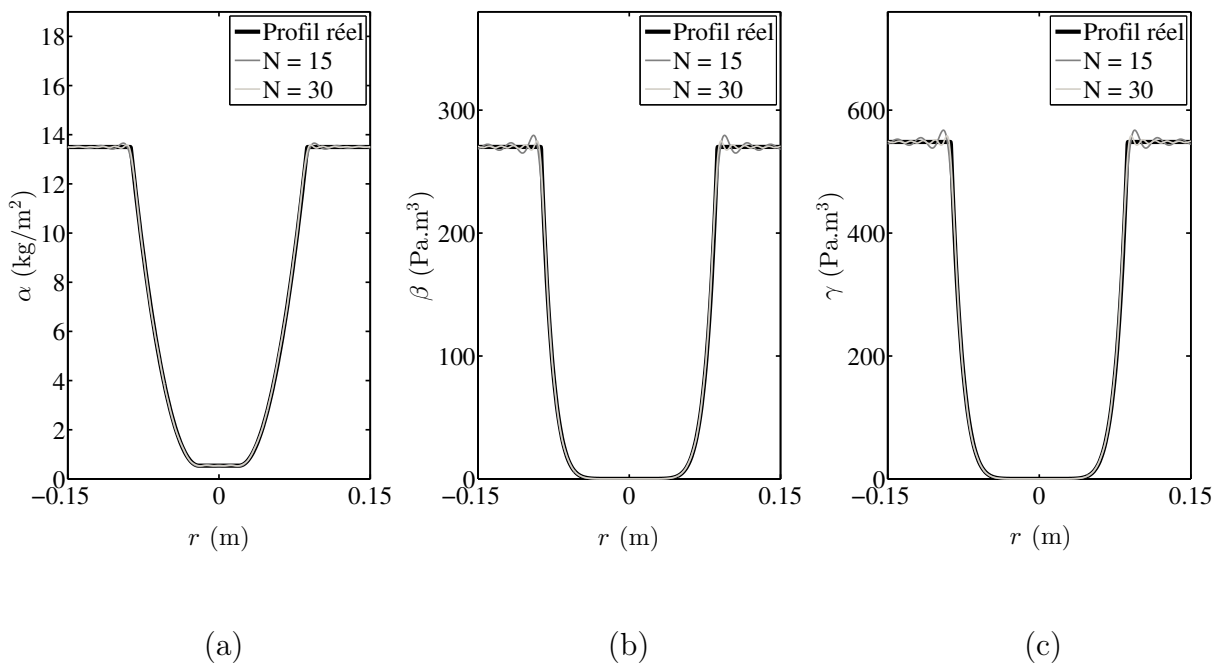 18
16
14
12
10
8
6
4
2
0
−0.15
0
0.15
r (m)
α (kg/m²)
Profil réel
N = 15
N = 30
(a)
300
200
100
0
−0.15
0
0.15
r (m)
β (Pa.m³)
Profil réel
N = 15
N = 30
(b)
600
400
200
0
−0.15
0
0.15
r (m)
γ (Pa.m³)
Profil réel
N = 15
N = 30
(c)